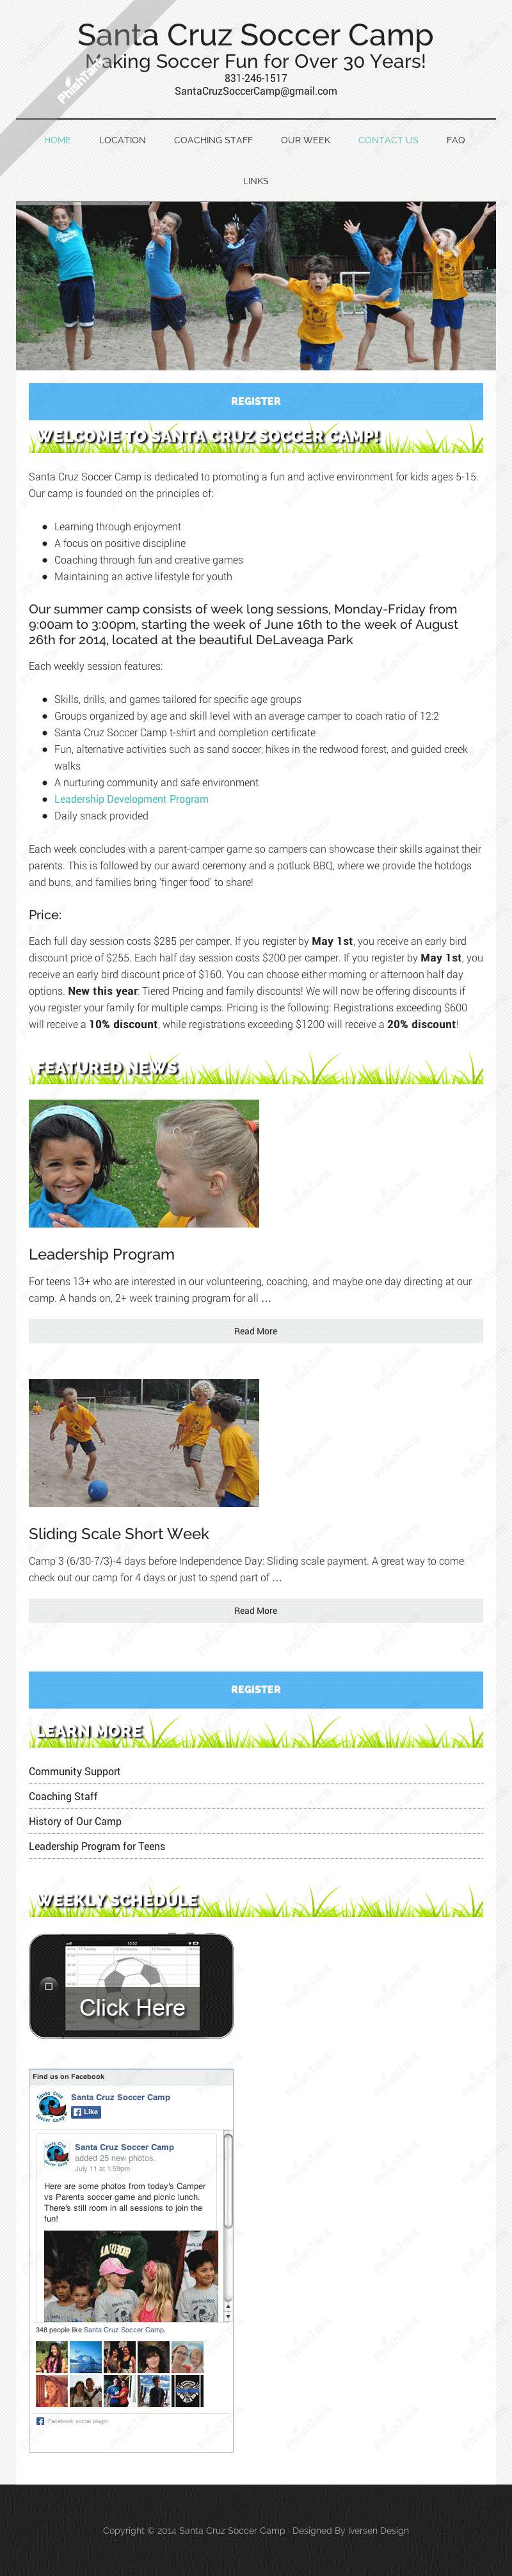 Santa Cruz Soccer Camp
Making Soccer Fun for Over 30 Years!
831-246-1517
SantaCruzSoccerCamp@gmail.com
PhishTank
HOME LOCATION COACHING STAFF OUR WEEK CONTACT US FAQ
LINKS
REGISTER
WELCOME TO SANTA CRUZ SOCCER CAMP!
Santa Cruz Soccer Camp is dedicated to promoting a fun and active environment for kids ages 5-15.
Our camp is founded on the principles of:
Learning through enjoyment
A focus on positive discipline
Coaching through fun and creative games
Maintaining an active lifestyle for youth
Our summer camp consists of week long sessions, Monday-Friday from
9:00am to 3:00pm, starting the week of June 16th to the week of August
26th for 2014, located at the beautiful DeLaveaga Park
Each weekly session features:
Skills, drills, and games tailored for specific age groups
Groups organized by age and skill level with an average camper to coach ratio of 12:2
Santa Cruz Soccer Camp t-shirt and completion certificate
Fun, alternative activities such as sand soccer, hikes in the redwood forest, and guided creek
walks
A nurturing community and safe environment
Leadership Development Program
Daily snack provided
Each week concludes with a parent-camper game so campers can showcase their skills against their
parents. This is followed by our award ceremony and a potluck BBQ, where we provide the hotdogs
and buns, and families bring 'finger food' to share!
Price:
Each full day session costs $285 per camper. If you register by May 1st, you receive an early bird
discount price of $255. Each half day session costs $200 per camper. If you register by May 1st, you
receive an early bird discount price of $160. You can choose either morning or afternoon half day
options. New this year: Tiered Pricing and family discounts! We will now be offering discounts if
you register your family for multiple camps. Pricing is the following: Registrations exceeding $600
will receive a 10% discount, while registrations exceeding $1200 will receive a 20% discount!
FEATURED NEWS
Leadership Program
For teens 13+ who are interested in our volunteering, coaching, and maybe one day directing at our
camp. A hands on, 2+ week training program for all ...
Read More
Sliding Scale Short Week
Camp 3 (6/30-7/3)-4 days before Independence Day: Sliding scale payment. A great way to come
check out our camp for 4 days or just to spend part of ...
Read More
REGISTER
LEARN MORE
Community Support
Coaching Staff
History of Our Camp
Leadership Program for Teens
WEEKLY SCHEDULE
Click Here
Find us on Facebook
Santa Cruz Soccer Camp
Like
Santa Cruz Soccer Camp
added 25 new photos.
July 11 at 1:59pm
Here are some photos from today's Camper
vs Parents soccer game and picnic lunch.
There's still room in all sessions to join the
fun!
348 people like Santa Cruz Soccer Camp.
Facebook social plugin
Copyright © 2014 Santa Cruz Soccer Camp · Designed By Iversen Design